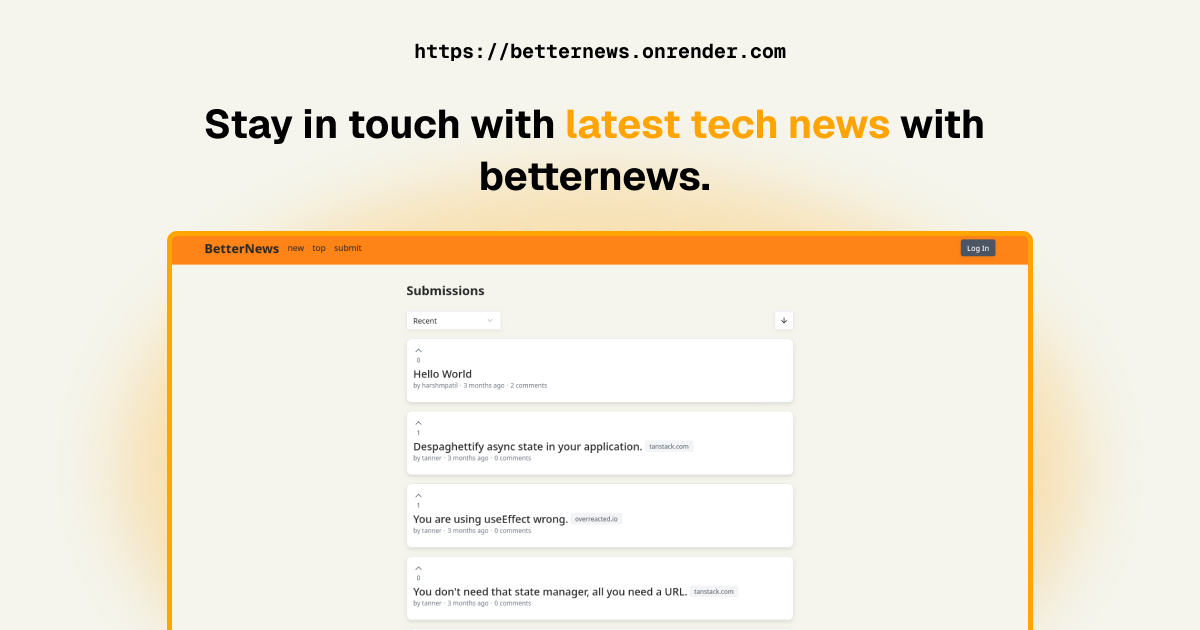 https://betternews.onrender.com
Stay in touch with latest tech news with
betternews.
BetterNews new top submit Log In
Submissions
Recent
0
Hello World
by harshmpatil · 3 months ago · 2 comments
1
Despaghettify async state in your application. tanstack.com
by tanner · 3 months ago · 0 comments
1
You are using useEffect wrong. overreacted.io
by tanner · 3 months ago · 0 comments
0
You don't need that state manager, all you need a URL. tanstack.com
by tanner · 3 months ago · 0 comments